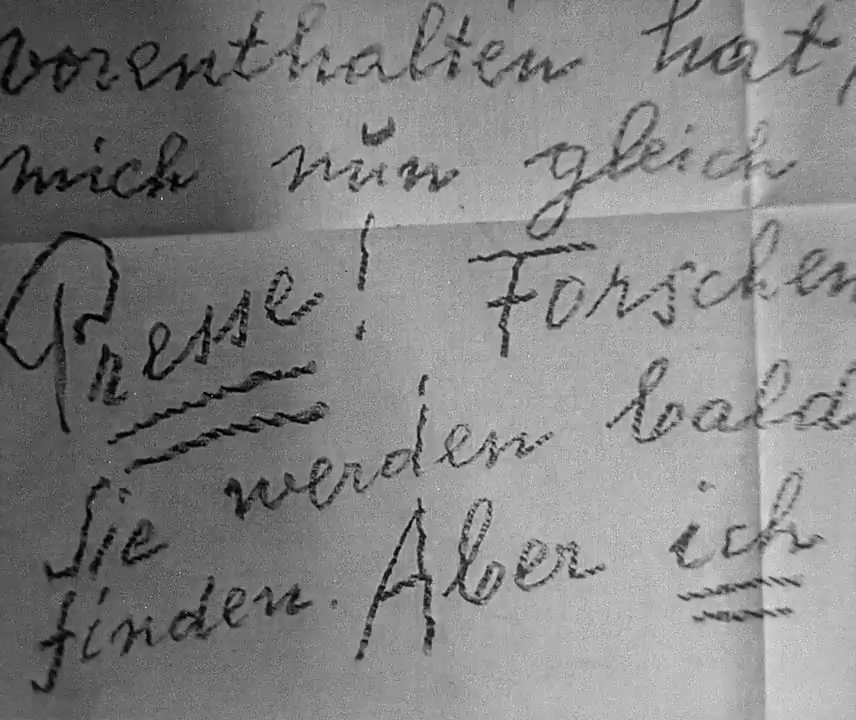 vorenthalten hat,
mich nun gleich
Presse! Forschen
Sie werden bald
finden. Aber ich